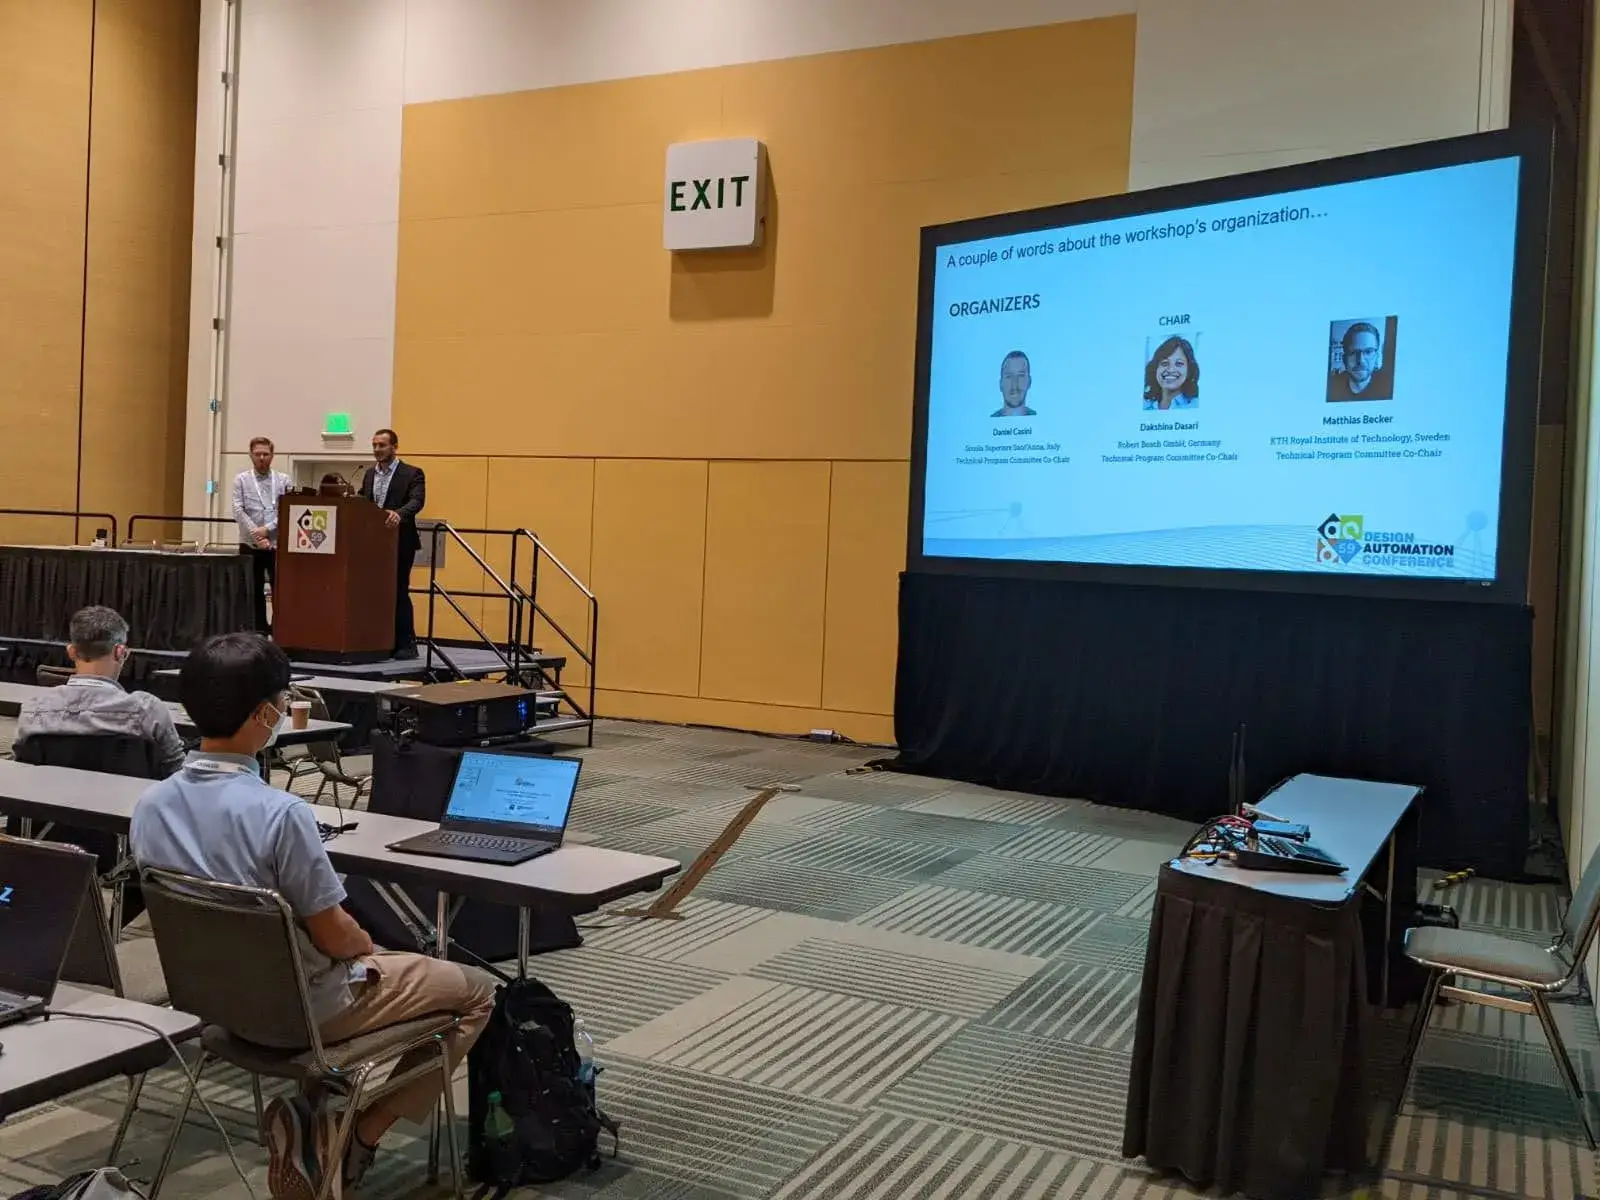 EXIT
A couple of words about the workshop's organization...
ORGANIZERS
CHAIR
Daniel Casini
Scuola Superiore Sant'Anna, Italy
Technical Program Committee Co-Chair
Dakshina Dasari
Robert Bosch GmbH, Germany
Technical Program Committee Co-Chair
Matthias Becker
KTH Royal Institute of Technology, Sweden
Technical Program Committee Co-Chair
59
DESIGN
AUTOMATION
CONFERENCE
59